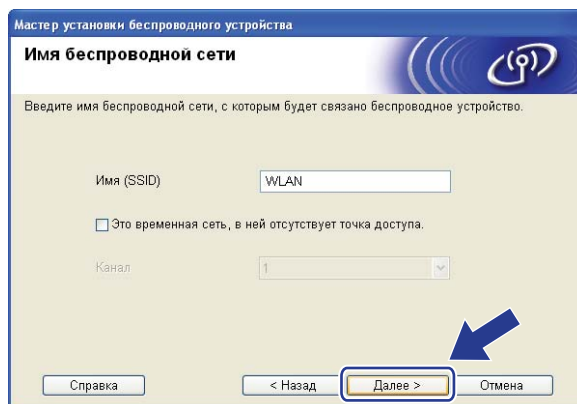 Мастер установки беспроводного устройства
Имя беспроводной сети
Введите имя беспроводной сети, с которым будет связано беспроводное устройство.
Имя (SSID) WLAN
Это временная сеть, в ней отсутствует точка доступа.
Канал 1
Справка < Назад Далее > Отмена